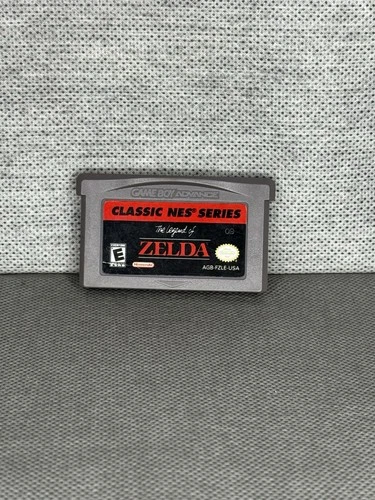 GAME BOY ADVANCE
CLASSIC NES® SERIES
The Legend of
ZELDA
E
Nintendo
AGB-FZLE-USA